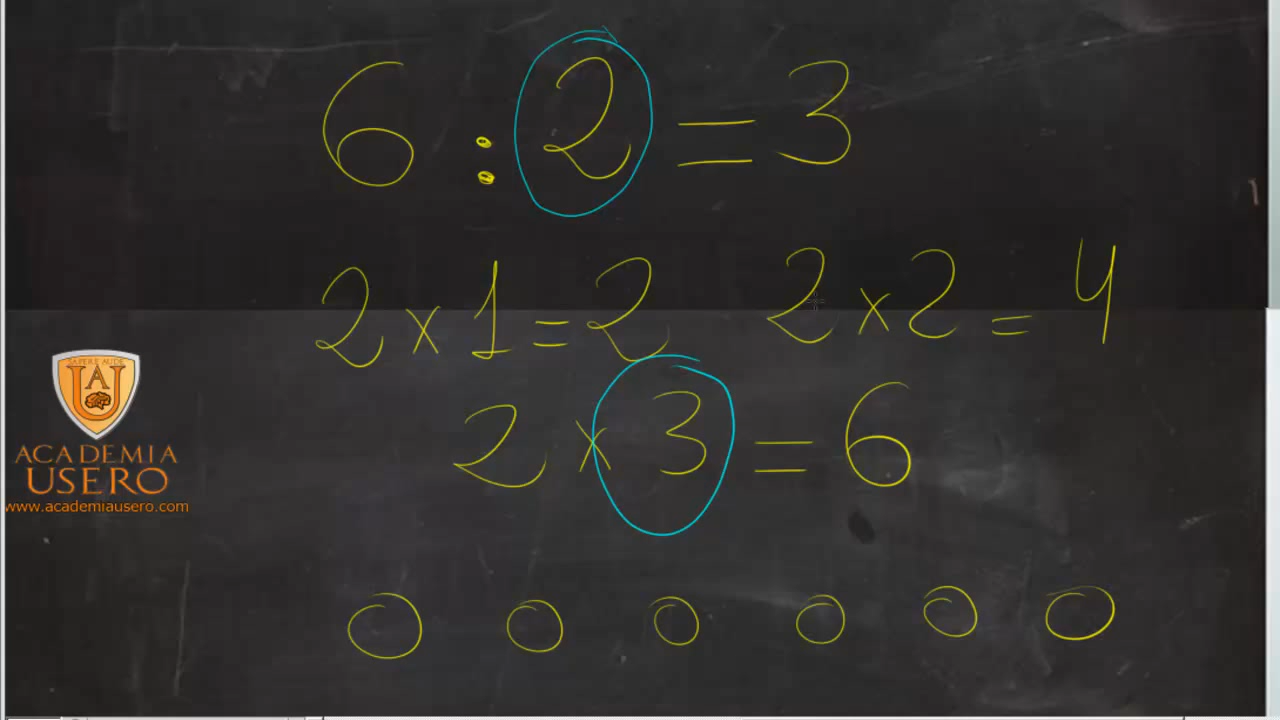 6 : 2 = 3
2 x 1 = 2 2 x 2 = 4
2 x 3 = 6
O O O O O O
SAPERE AUDE
UA
ACADEMIA
USERO
www.academiausero.com